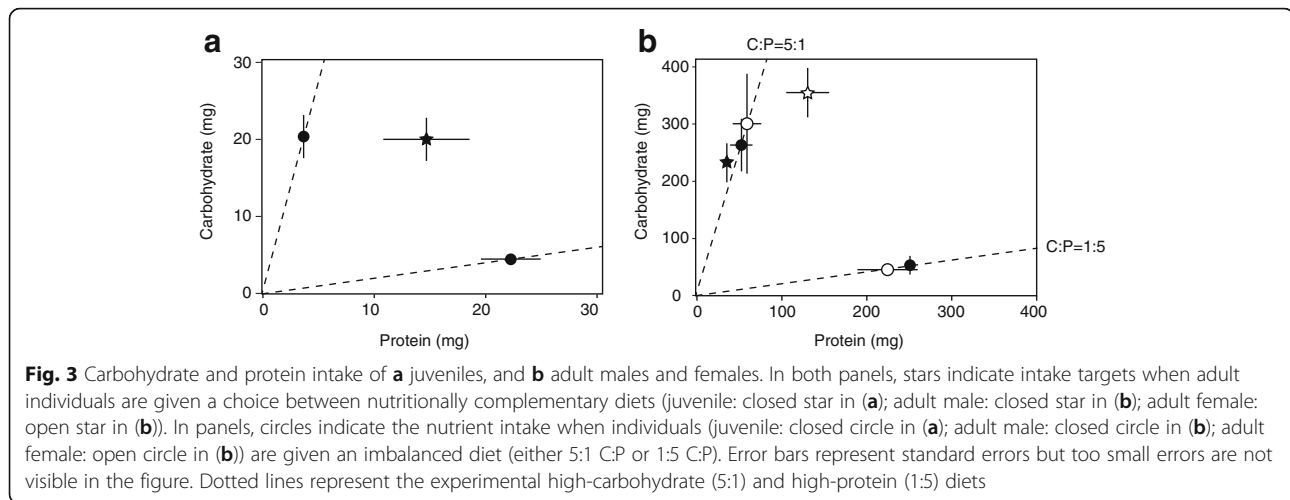 a
30
20
10
0
Carbohydrate (mg)
0 10 20 30
Protein (mg)
b
C:P=5:1
400
300
200
100
0
Carbohydrate (mg)
C:P=1:5
0 100 200 300 400
Protein (mg)
Fig. 3 Carbohydrate and protein intake of a juveniles, and b adult males and females. In both panels, stars indicate intake targets when adult
individuals are given a choice between nutritionally complementary diets (juvenile: closed star in (a); adult male: closed star in (b); adult female:
open star in (b)). In panels, circles indicate the nutrient intake when individuals (juvenile: closed circle in (a); adult male: closed circle in (b); adult
female: open circle in (b)) are given an imbalanced diet (either 5:1 C:P or 1:5 C:P). Error bars represent standard errors but too small errors are not
visible in the figure. Dotted lines represent the experimental high-carbohydrate (5:1) and high-protein (1:5) diets